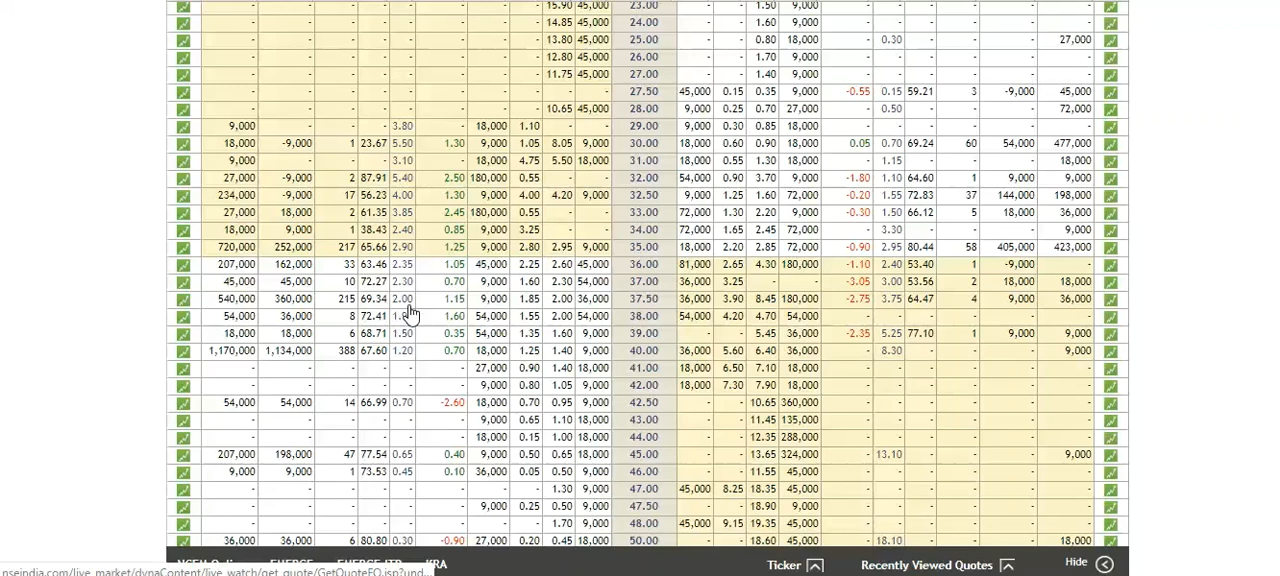 - - - - - - - 15.90 45,000 23.00 - - 1.50 9,000 - - - - - -
- - - - - - - - 14.85 45,000 24.00 - - 1.60 9,000 - - - - - -
- - - - - - - - 13.80 45,000 25.00 - - 0.80 18,000 - 0.30 - - - 27,000
- - - - - - - - 12.80 45,000 26.00 - - 1.70 9,000 - - - - - -
- - - - - - - - 11.75 45,000 27.00 - - 1.40 9,000 - - - - - -
- - - - - - - - - - 27.50 45,000 0.15 0.35 9,000 -0.55 0.15 59.21 3 -9,000 45,000
- - - - - - - - 10.65 45,000 28.00 9,000 0.25 0.70 27,000 - 0.50 - - - 72,000
9,000 - - - 3.80 - 18,000 1.10 - - 29.00 9,000 0.30 0.85 18,000 - - - - - -
18,000 -9,000 1 23.67 5.50 1.30 9,000 1.05 8.05 9,000 30.00 18,000 0.60 0.90 18,000 0.05 0.70 69.24 60 54,000 477,000
9,000 - - - 3.10 - 18,000 4.75 5.50 18,000 31.00 18,000 0.55 1.30 18,000 - 1.15 - - - 18,000
27,000 -9,000 2 87.91 5.40 2.50 180,000 0.55 - - 32.00 54,000 0.90 3.70 9,000 -1.80 1.10 64.60 1 9,000 9,000
234,000 -9,000 17 56.23 4.00 1.30 9,000 4.00 4.20 9,000 32.50 9,000 1.25 1.60 72,000 -0.20 1.55 72.83 37 144,000 198,000
27,000 18,000 2 61.35 3.85 2.45 180,000 0.55 - - 33.00 72,000 1.30 2.20 9,000 -0.30 1.50 66.12 5 18,000 36,000
18,000 9,000 1 38.43 2.40 0.85 9,000 3.25 - - 34.00 72,000 1.65 2.45 72,000 - 3.30 - - - 9,000
720,000 252,000 217 65.66 2.90 1.25 9,000 2.80 2.95 9,000 35.00 18,000 2.20 2.85 72,000 -0.90 2.95 80.44 58 405,000 423,000
207,000 162,000 33 63.46 2.35 1.05 45,000 2.25 2.60 45,000 36.00 81,000 2.65 4.30 180,000 -1.10 2.40 53.40 1 -9,000 -
45,000 45,000 10 72.27 2.30 0.70 9,000 1.60 2.30 54,000 37.00 36,000 3.25 - - -3.05 3.00 53.56 2 18,000 18,000
540,000 360,000 215 69.34 2.00 1.15 9,000 1.85 2.00 36,000 37.50 36,000 3.90 8.45 180,000 -2.75 3.75 64.47 4 9,000 36,000
54,000 36,000 8 72.41 1.60 54,000 1.55 2.00 54,000 38.00 54,000 4.20 4.70 54,000 - - - - - -
18,000 18,000 6 68.71 1.50 0.35 54,000 1.35 1.60 9,000 39.00 - - 5.45 36,000 -2.35 5.25 77.10 1 9,000 9,000
1,170,000 1,134,000 388 67.60 1.20 0.70 18,000 1.25 1.40 9,000 40.00 36,000 5.60 6.40 36,000 - 8.30 - - - 9,000
- - - - - - 27,000 0.90 1.40 18,000 41.00 18,000 6.50 7.10 18,000 - - - - - -
- - - - - - 9,000 0.80 1.05 9,000 42.00 18,000 7.30 7.90 18,000 - - - - - -
54,000 54,000 14 66.99 0.70 -2.60 18,000 0.70 0.95 9,000 42.50 - - 10.65 360,000 - - - - - -
- - - - - - 9,000 0.65 1.10 18,000 43.00 - - 11.45 135,000 - - - - - -
- - - - - - 18,000 0.15 1.00 18,000 44.00 - - 12.35 288,000 - - - - - -
207,000 198,000 47 77.54 0.65 0.40 9,000 0.50 0.65 18,000 45.00 - - 13.65 324,000 - 13.10 - - - 9,000
9,000 9,000 1 73.53 0.45 0.10 36,000 0.05 0.50 9,000 46.00 - - 11.55 45,000 - - - - - -
- - - - - - - - 1.30 9,000 47.00 45,000 8.25 18.35 45,000 - - - - - -
- - - - - - 9,000 0.25 0.50 9,000 47.50 - - 18.90 9,000 - - - - - -
- - - - - - - - 1.70 9,000 48.00 45,000 9.15 19.35 45,000 - - - - - -
36,000 36,000 6 80.80 0.30 -0.90 27,000 0.20 0.45 18,000 50.00 - - 18.60 45,000 - 18.10 - - - 18,000
KRA Ticker Recently Viewed Quotes Hide
nseindia.com/live_market/dynaContent/live_watch/get_quote/GetQuoteFO.jsp?und...